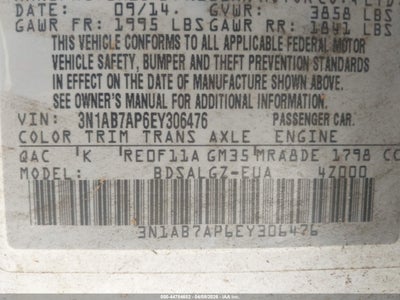 DATE: 09/14. GVWR: 3858 LBS
GAWR FR: 1995 LBS GAWR RR: 1841 LBS
THIS VEHICLE CONFORMS TO ALL APPLICABLE FEDERAL MOTOR
VEHICLE SAFETY, BUMPER AND THEFT PREVENTION STANDARDS
IN EFFECT ON THE DATE OF MANUFACTURE SHOWN ABOVE.
SEE OWNER'S MANUAL FOR ADDITIONAL INFORMATION.
VIN: 3N1AB7AP6EY306476 PASSENGER CAR.
COLOR TRIM TRANS AXLE ENGINE
QAC K RE0F11A GM35 MRA8DE 1798 CC
MODEL: BDSALGZ-EUA 4Z000
3N1AB7AP6EY306476